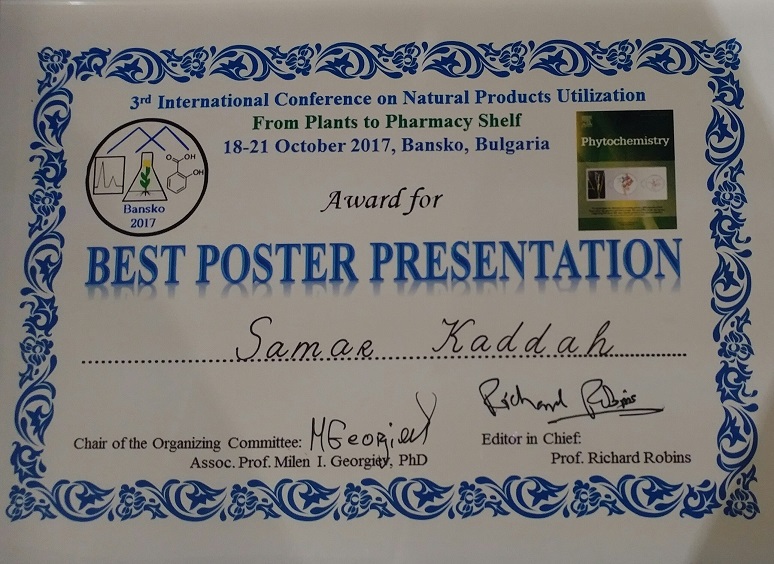 3rd International Conference on Natural Products Utilization
From Plants to Pharmacy Shelf
18-21 October 2017, Bansko, Bulgaria
Phytochemistry
O
OH
OH
Bansko
2017
Award for
BEST POSTER PRESENTATION
Samar Kaddah
Richard Robins
Chair of the Organizing Committee: MGeorgiev
Editor in Chief:
Assoc. Prof. Milen I. Georgiev, PhD
Prof. Richard Robins